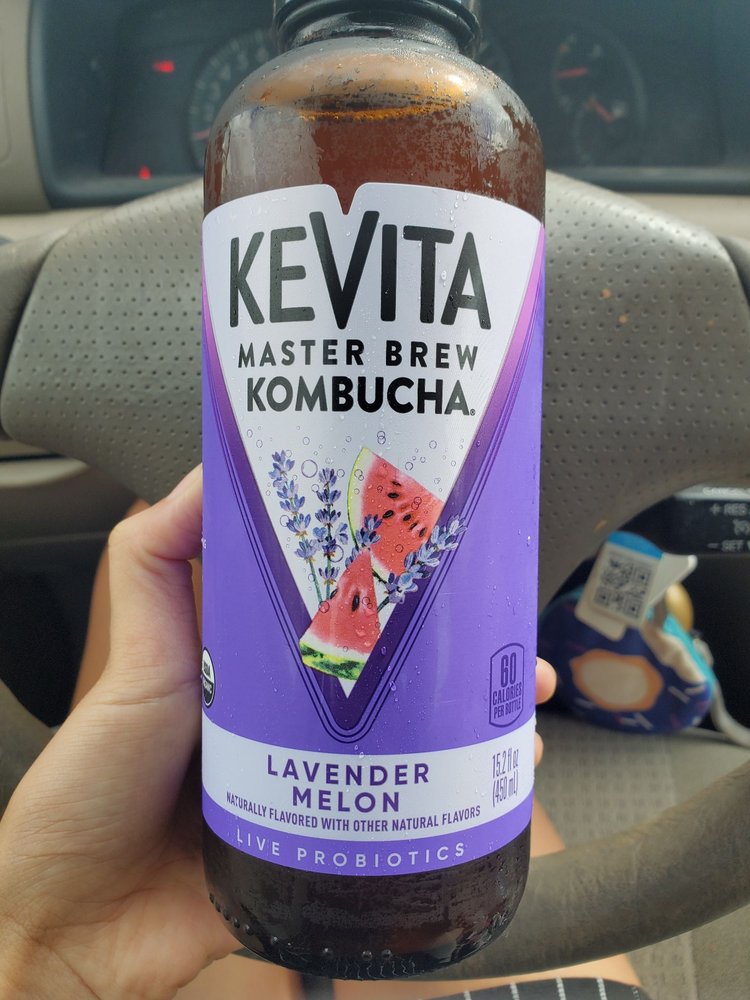 KEVITA
MASTER BREW
KOMBUCHA®
60
CALORIES
PER BOTTLE
LAVENDER
MELON
15.2 fl oz
(450 mL)
NATURALLY FLAVORED WITH OTHER NATURAL FLAVORS
LIVE PROBIOTICS